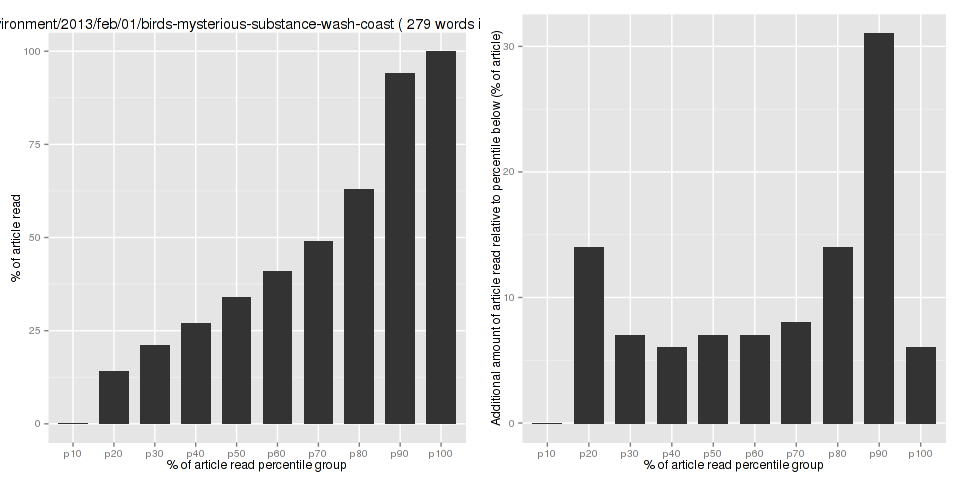 vironment/2013/feb/01/birds-mysterious-substance-wash-coast ( 279 words i
% of article read
100
75
50
25
0
p10 p20 p30 p40 p50 p60 p70 p80 p90 p100
% of article read percentile group
Additional amount of article read relative to percentile below (% of article)
30
20
10
0
p10 p20 p30 p40 p50 p60 p70 p80 p90 p100
% of article read percentile group